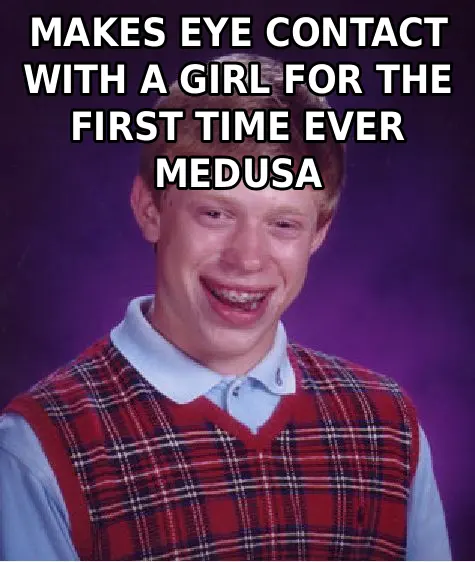 MAKES EYE CONTACT
WITH A GIRL FOR THE
FIRST TIME EVER
MEDUSA